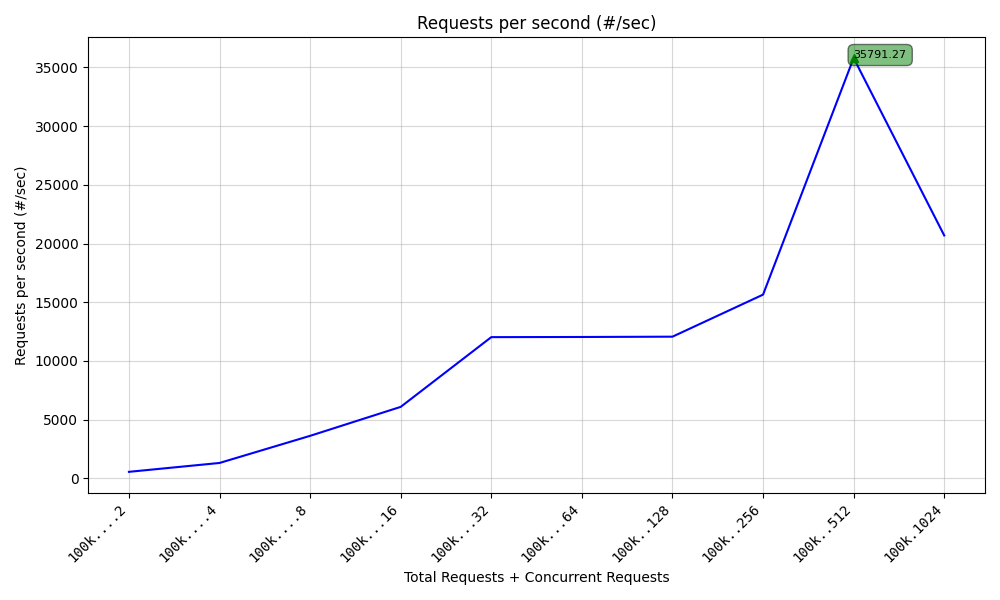 Requests per second (#/sec)
35791.27
Requests per second (#/sec)
35000
30000
25000
20000
15000
10000
5000
0
100k....2
100k....4
100k....8
100k...16
100k...32
100k...64
100k..128
100k..256
100k..512
100k.1024
Total Requests + Concurrent Requests